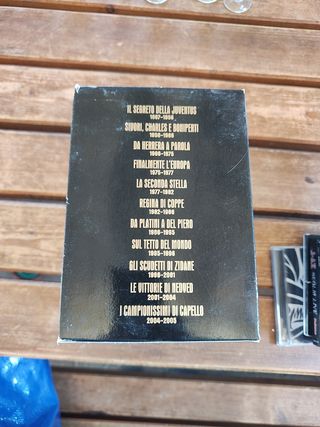 IL SEGRETO DELLA JUVENTUS
1897-1956
SIVORI, CHARLES E BONIPERTI
1956-1966
DA HERRERA A PAROLA
1966-1975
FINALMENTE L'EUROPA
1975-1977
LA SECONDA STELLA
1977-1982
REGINA DI COPPE
1982-1986
DA PLATINI A DEL PIERO
1986-1995
SUL TETTO DEL MONDO
1995-1996
GLI SCUDETTI DI ZIDANE
1996-2001
LE VITTORIE DI NEDVED
2001-2004
I CAMPIONISSIMI DI CAPELLO
2004-2005